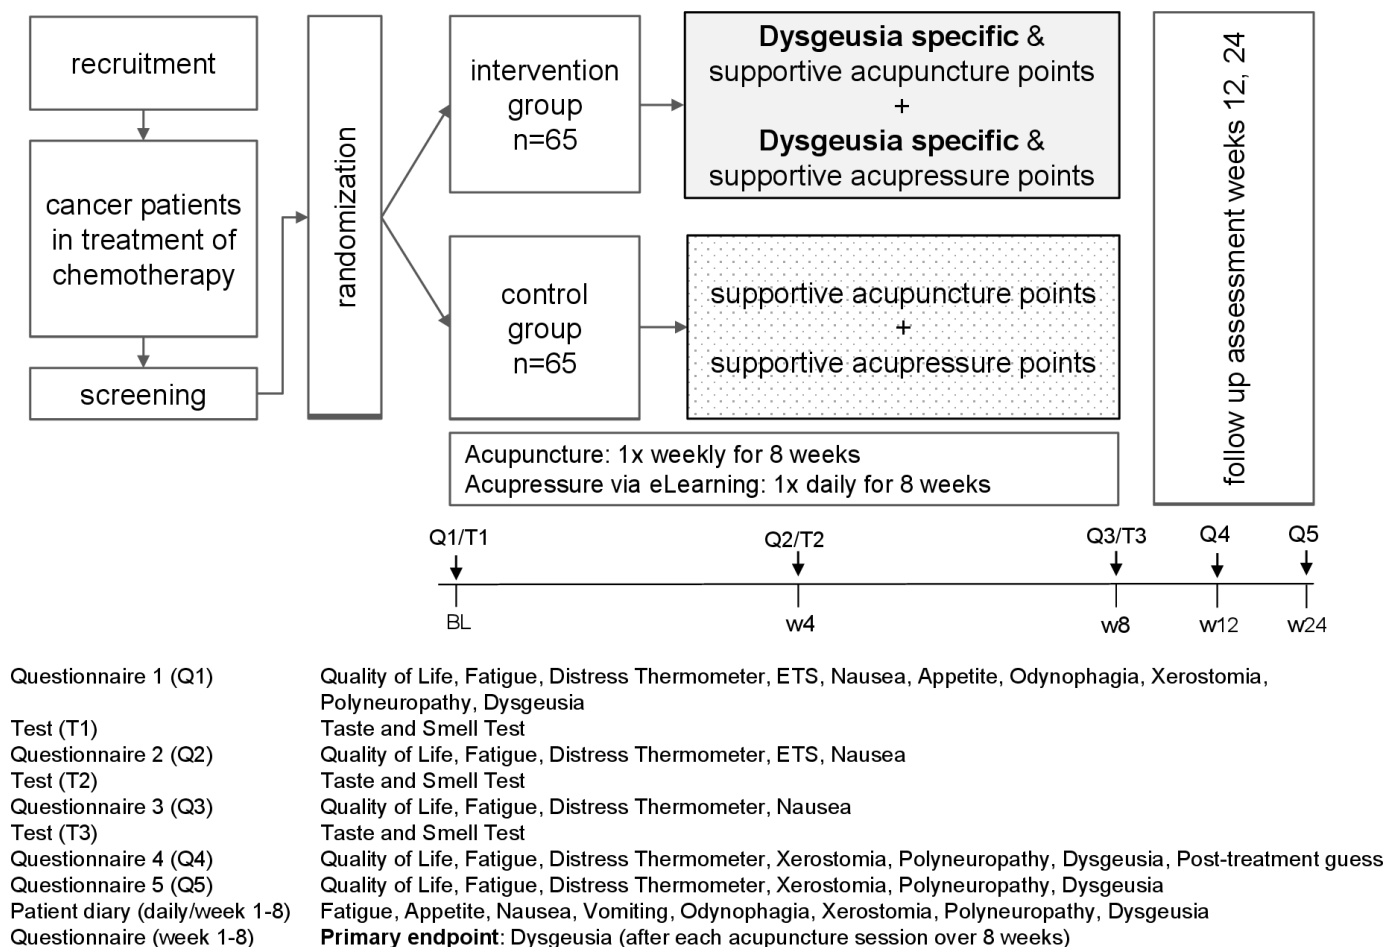 recruitment
cancer patients
in treatment of
chemotherapy
screening
randomization
intervention
group
n=65
Dysgeusia specific &
supportive acupuncture points
+
Dysgeusia specific &
supportive acupressure points
control
group
n=65
supportive acupuncture points
+
supportive acupressure points
Acupuncture: 1x weekly for 8 weeks
Acupressure via eLearning: 1x daily for 8 weeks
follow up assessment weeks 12, 24
Q1/T1 Q2/T2 Q3/T3 Q4 Q5
BL w4 w8 w12 w24
Questionnaire 1 (Q1) Quality of Life, Fatigue, Distress Thermometer, ETS, Nausea, Appetite, Odynophagia, Xerostomia,
Polyneuropathy, Dysgeusia
Test (T1) Taste and Smell Test
Questionnaire 2 (Q2) Quality of Life, Fatigue, Distress Thermometer, ETS, Nausea
Test (T2) Taste and Smell Test
Questionnaire 3 (Q3) Quality of Life, Fatigue, Distress Thermometer, Nausea
Test (T3) Taste and Smell Test
Questionnaire 4 (Q4) Quality of Life, Fatigue, Distress Thermometer, Xerostomia, Polyneuropathy, Dysgeusia, Post-treatment guess
Questionnaire 5 (Q5) Quality of Life, Fatigue, Distress Thermometer, Xerostomia, Polyneuropathy, Dysgeusia
Patient diary (daily/week 1-8) Fatigue, Appetite, Nausea, Vomiting, Odynophagia, Xerostomia, Polyneuropathy, Dysgeusia
Questionnaire (week 1-8) Primary endpoint: Dysgeusia (after each acupuncture session over 8 weeks)